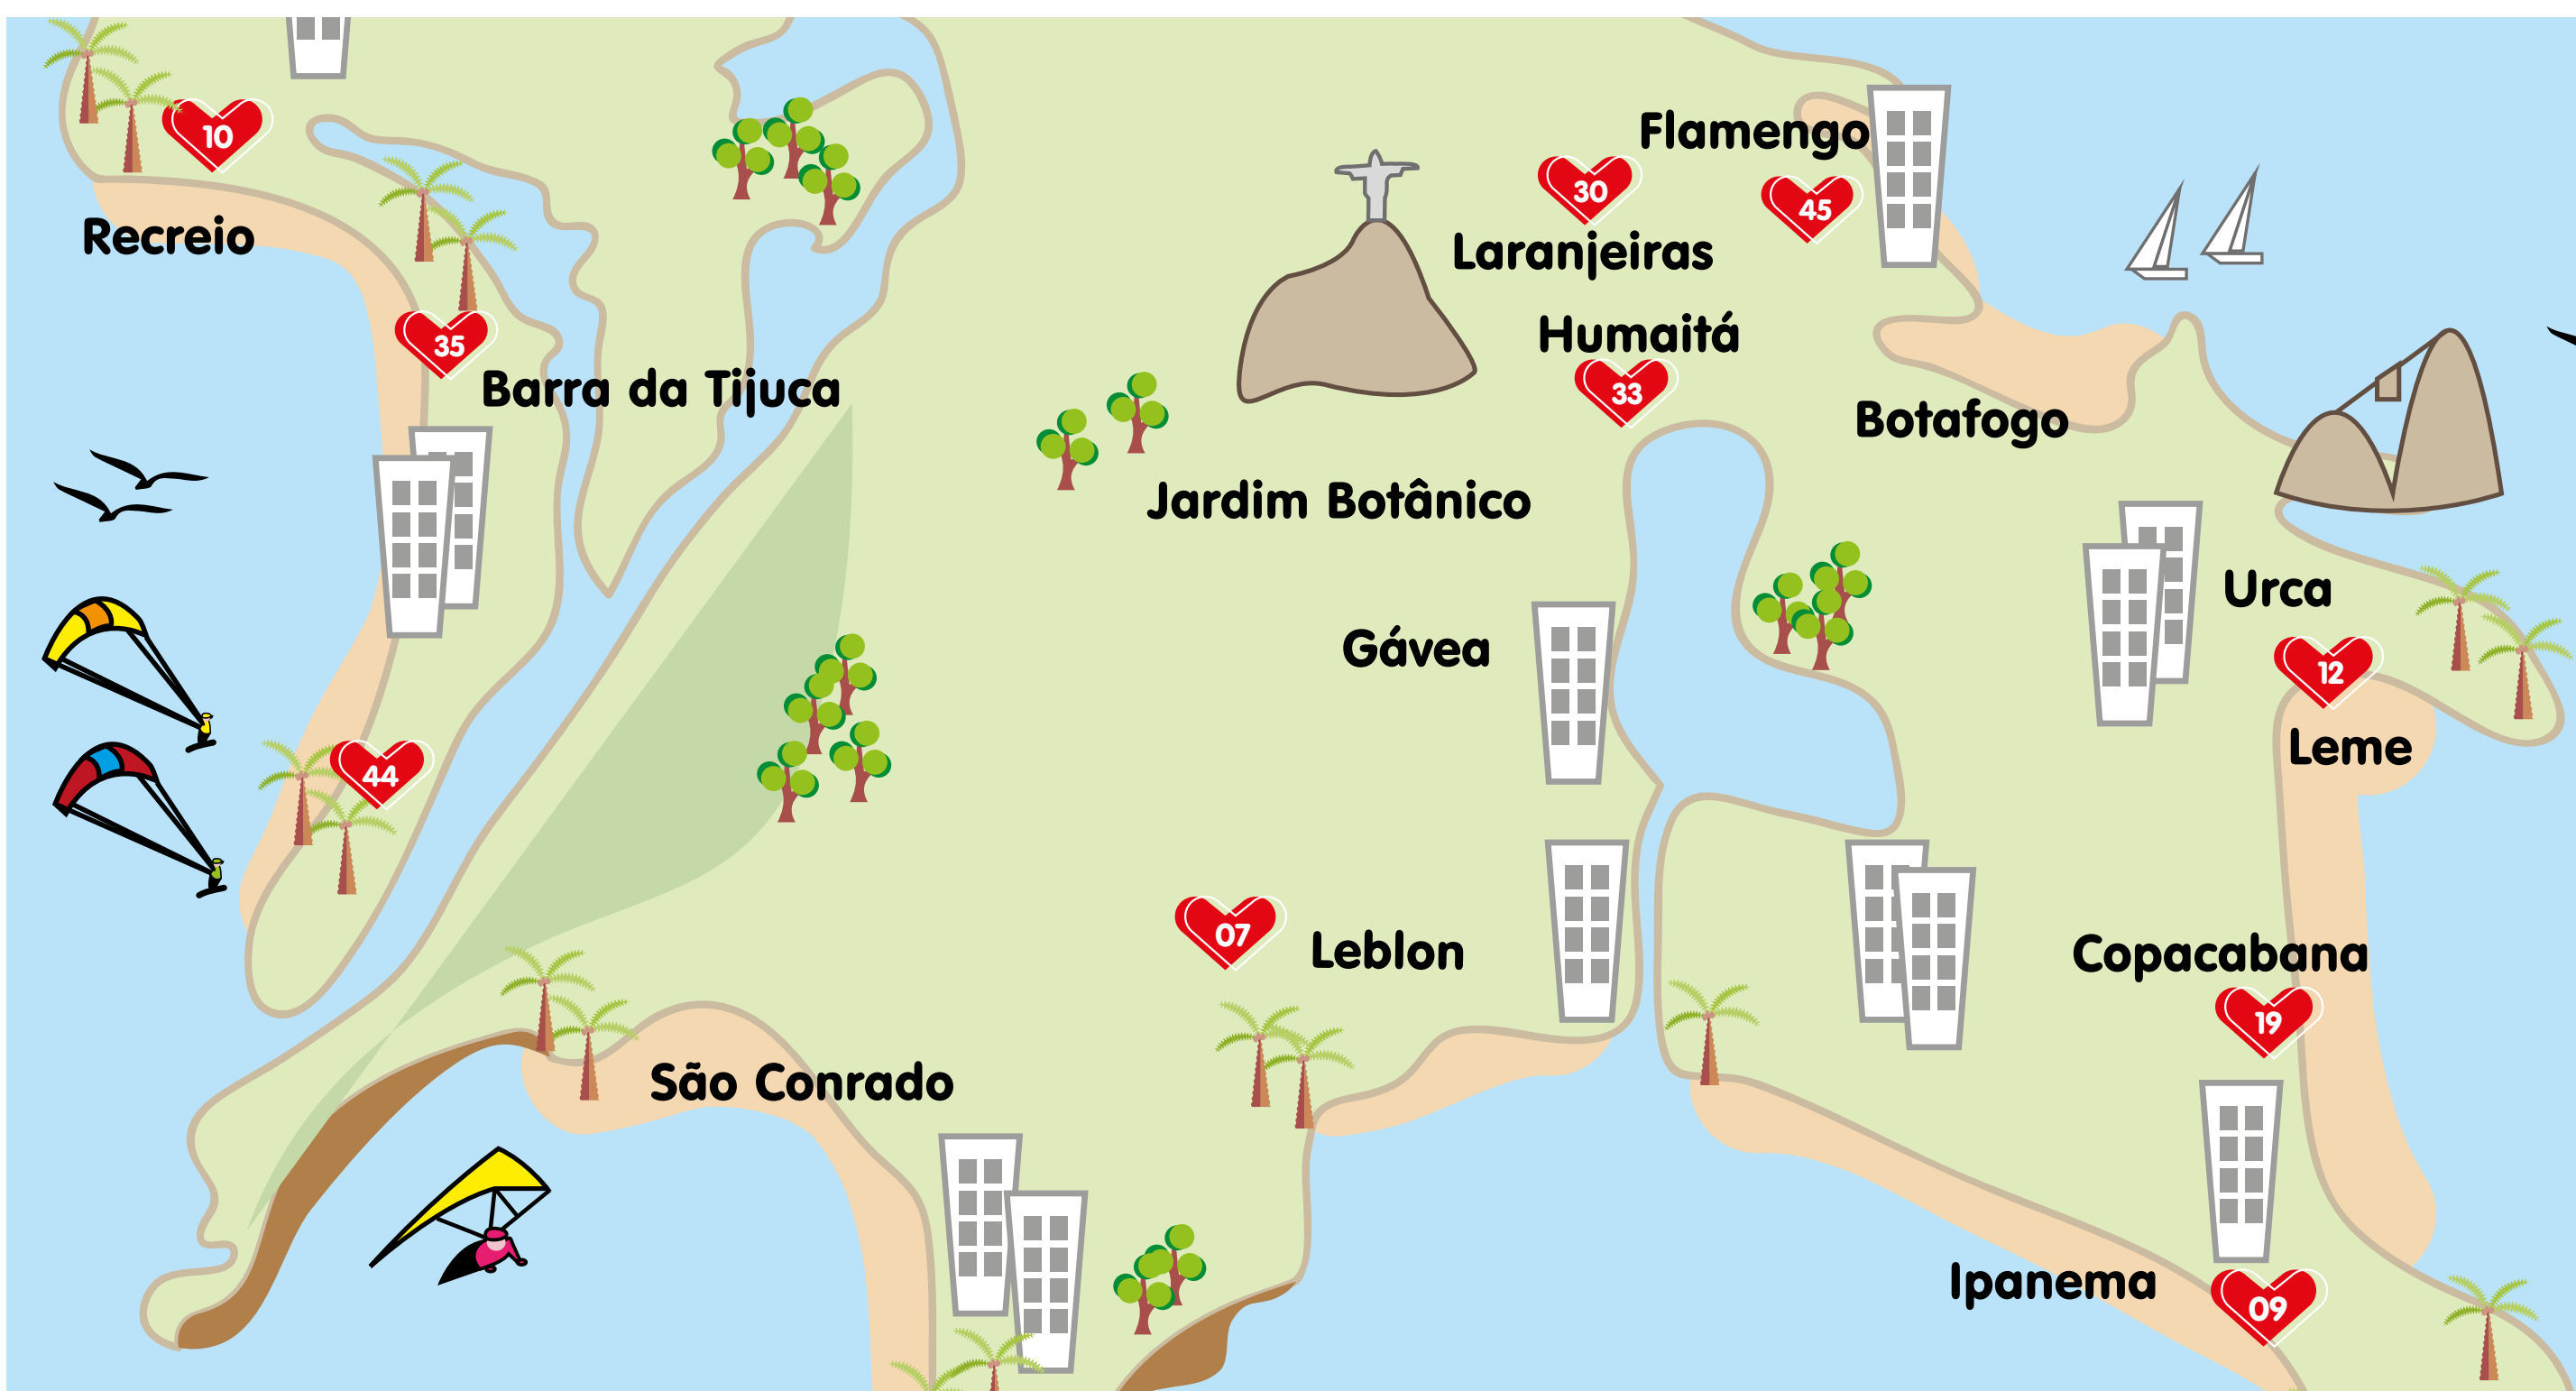 Flamengo
10
30
45
Recreio
Laranjeiras
35
Humaitá
Barra da Tijuca
33
Botafogo
Jardim Botânico
Urca
Gávea
12
Leme
44
07
Leblon
Copacabana
19
São Conrado
Ipanema
09